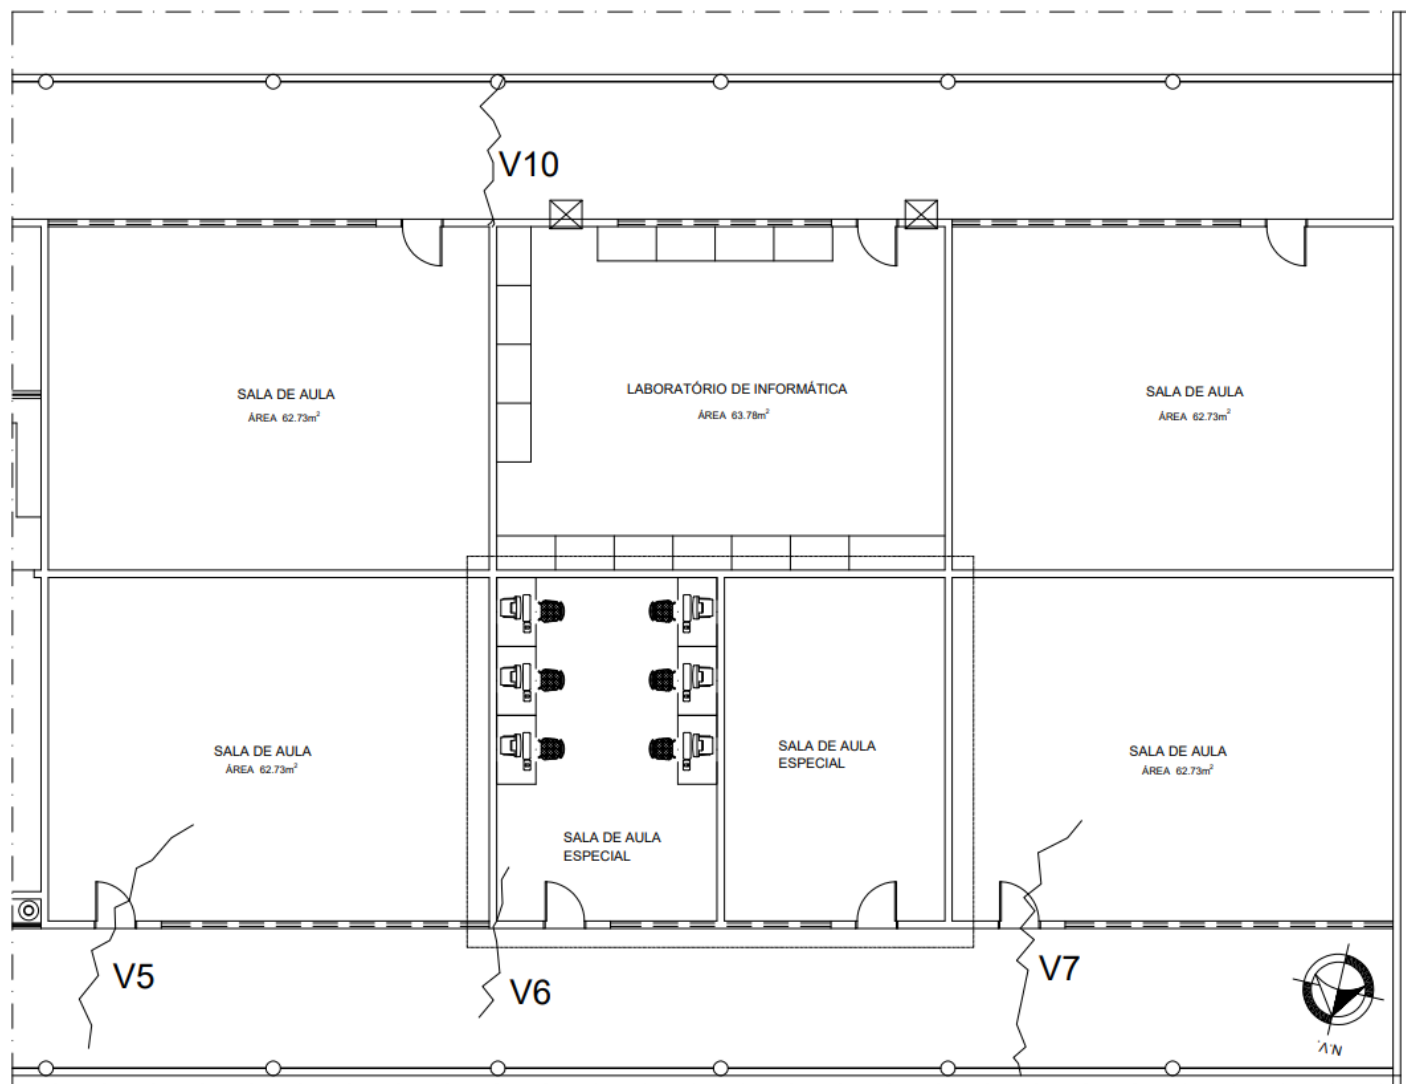 V10
SALA DE AULA
ÁREA 62.73m²
LABORATÓRIO DE INFORMÁTICA
ÁREA 63.78m²
SALA DE AULA
ÁREA 62.73m²
SALA DE AULA
ÁREA 62.73m²
SALA DE AULA
ESPECIAL
SALA DE AULA
ESPECIAL
SALA DE AULA
ÁREA 62.73m²
V5
V6
V7
N.V.